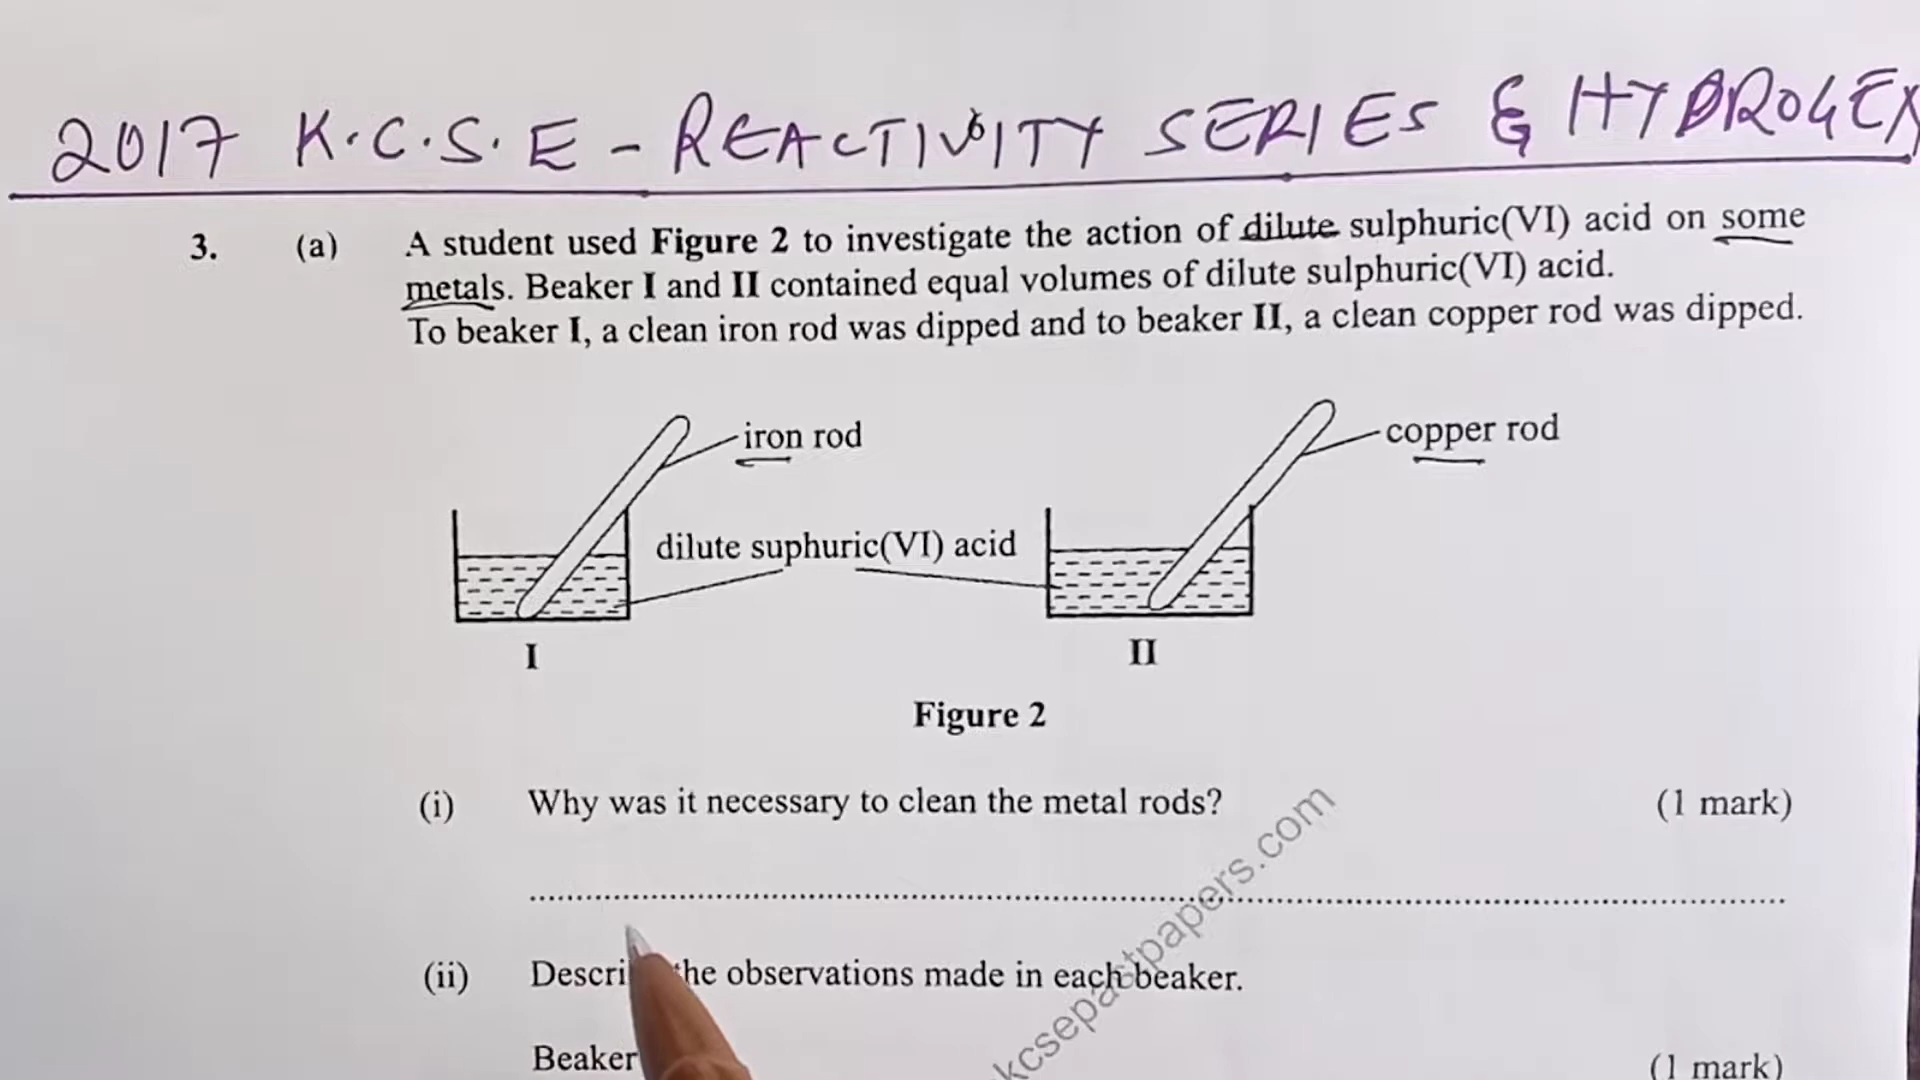 2017 K.C.S.E - REACTIVITY SERIES & HYDROGEN
3. (a) A student used Figure 2 to investigate the action of dilute sulphuric(VI) acid on some
metals. Beaker I and II contained equal volumes of dilute sulphuric(VI) acid.
To beaker I, a clean iron rod was dipped and to beaker II, a clean copper rod was dipped.
iron rod
copper rod
dilute suphuric(VI) acid
I
II
Figure 2
(i) Why was it necessary to clean the metal rods? (1 mark)
(ii) the observations made in each beaker.
Beaker (1 mark)
kcsepastpapers.com